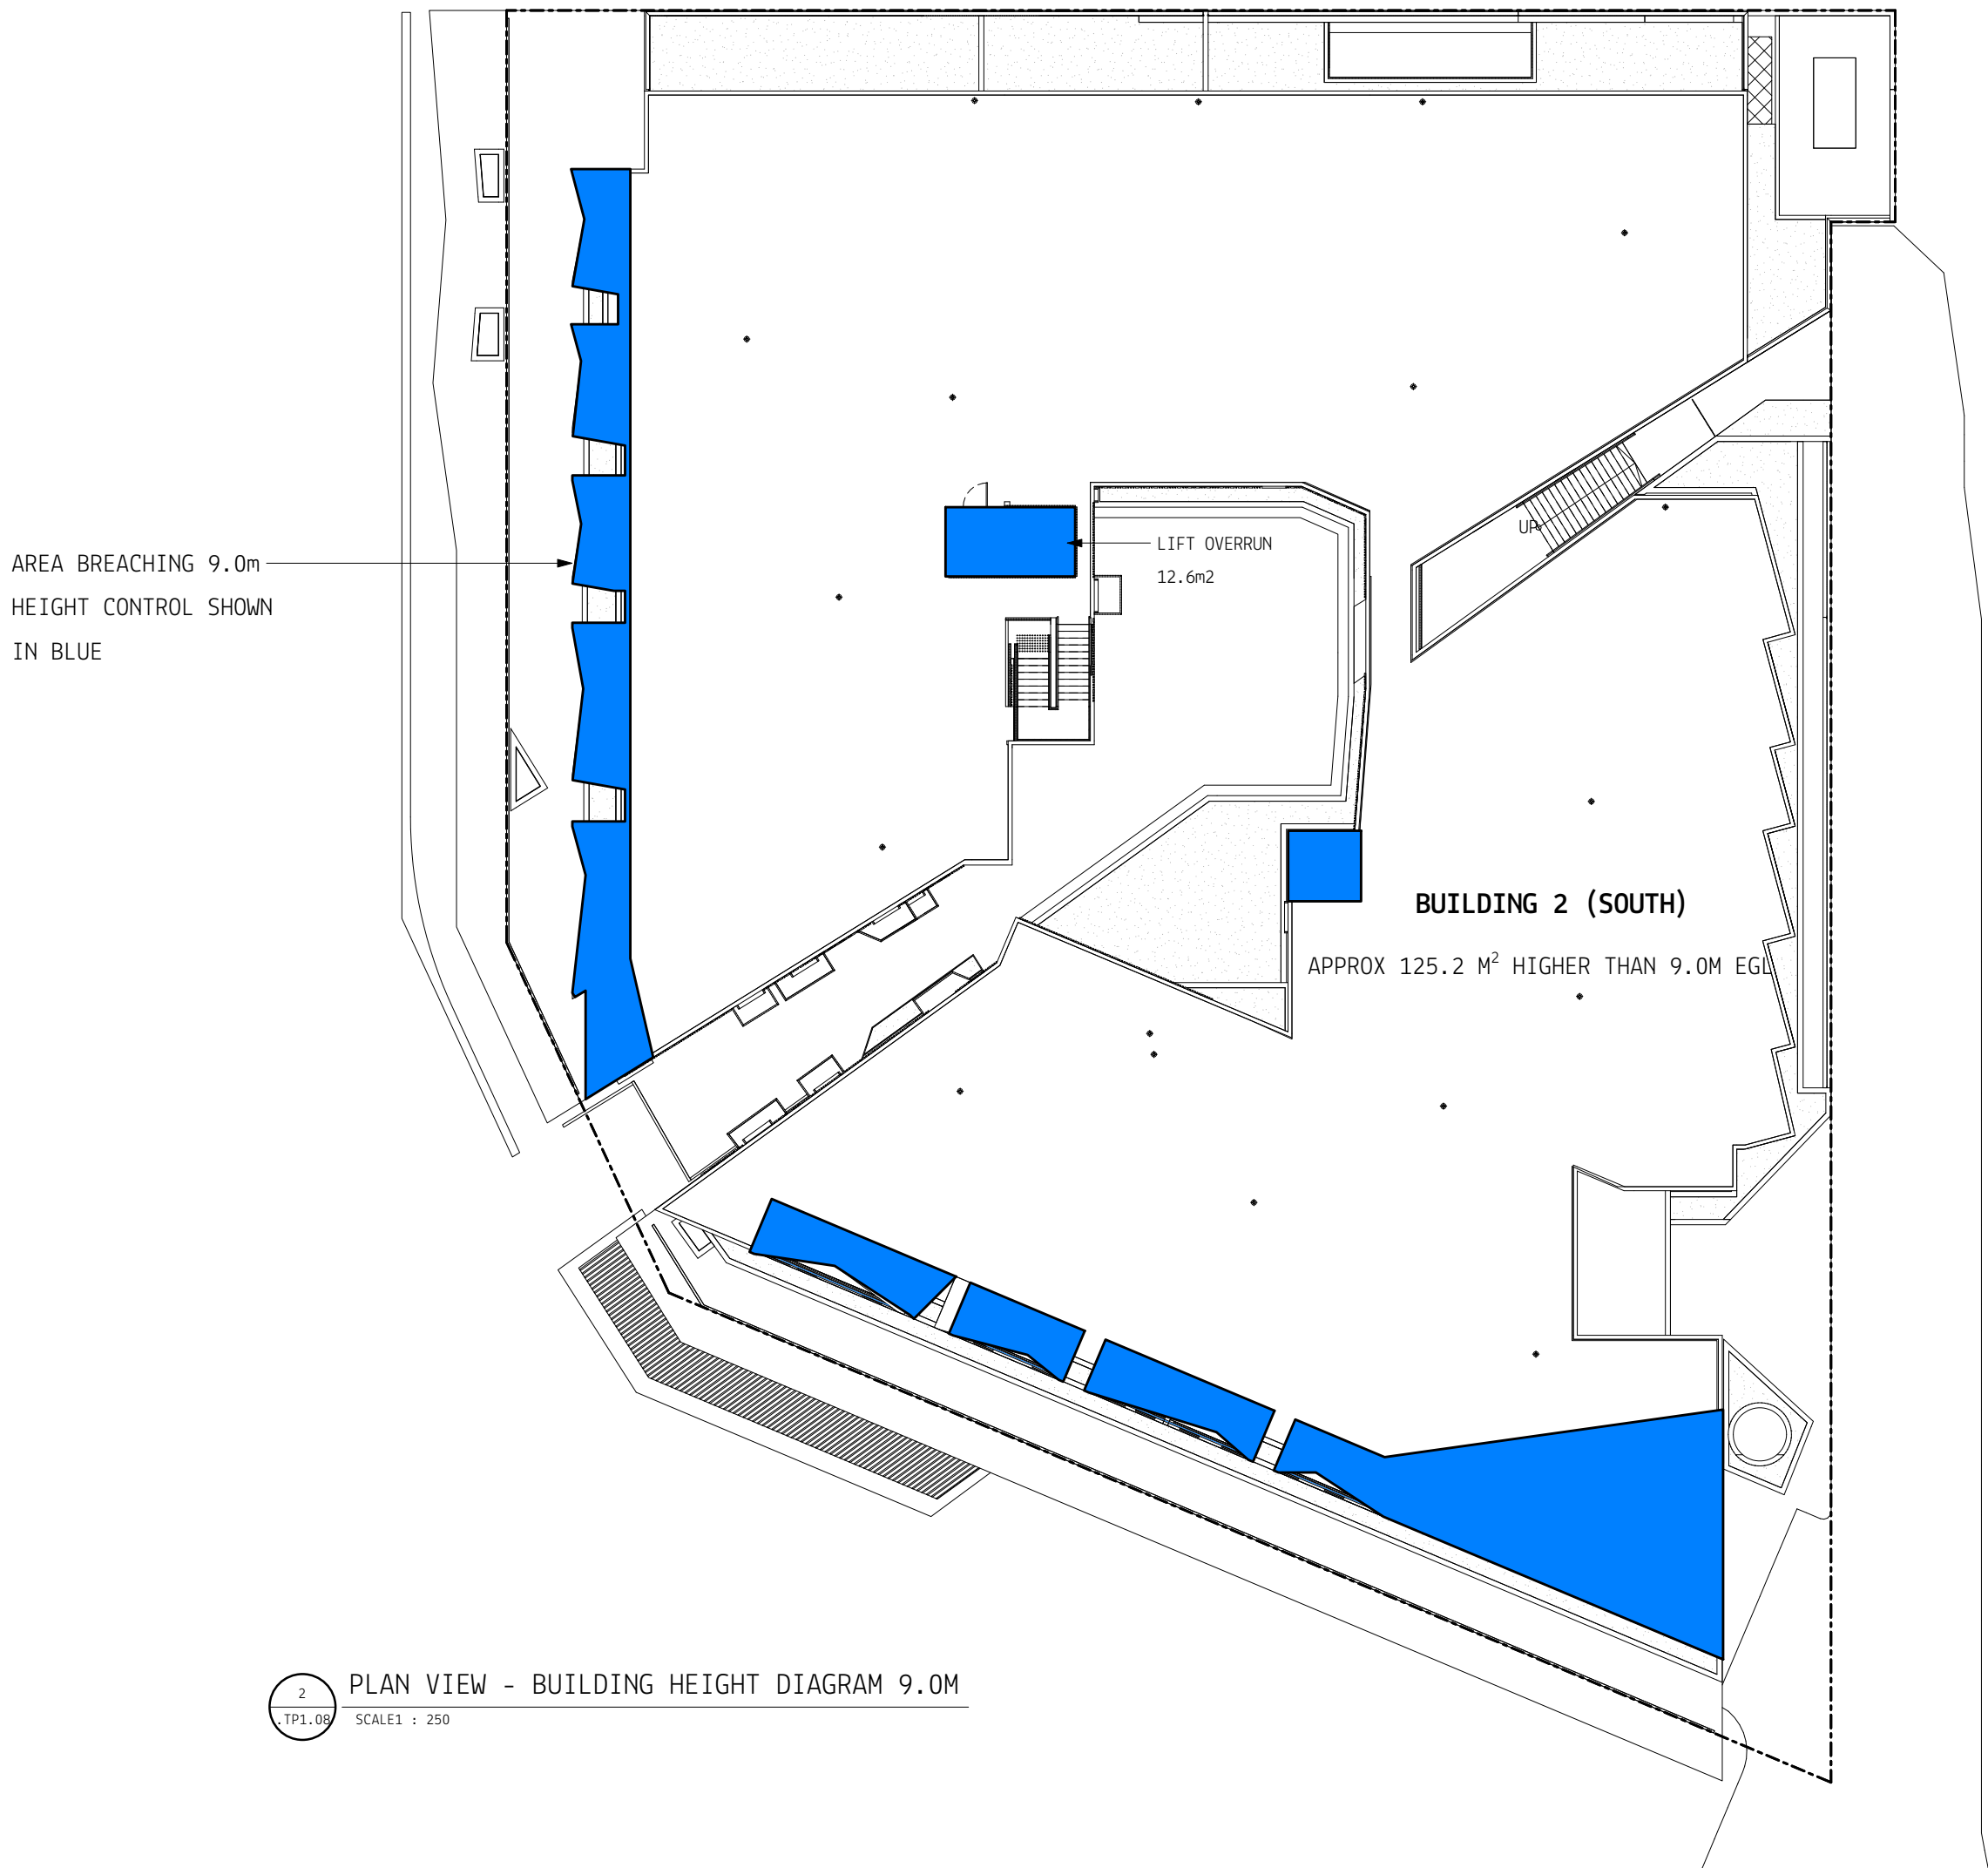 UP
AREA BREACHING 9.0m
HEIGHT CONTROL SHOWN
IN BLUE
LIFT OVERRUN
12.6m2
BUILDING 2 (SOUTH)
APPROX 125.2 M² HIGHER THAN 9.0M EGL
2
.TP1.08
PLAN VIEW - BUILDING HEIGHT DIAGRAM 9.0M
SCALE1 : 250